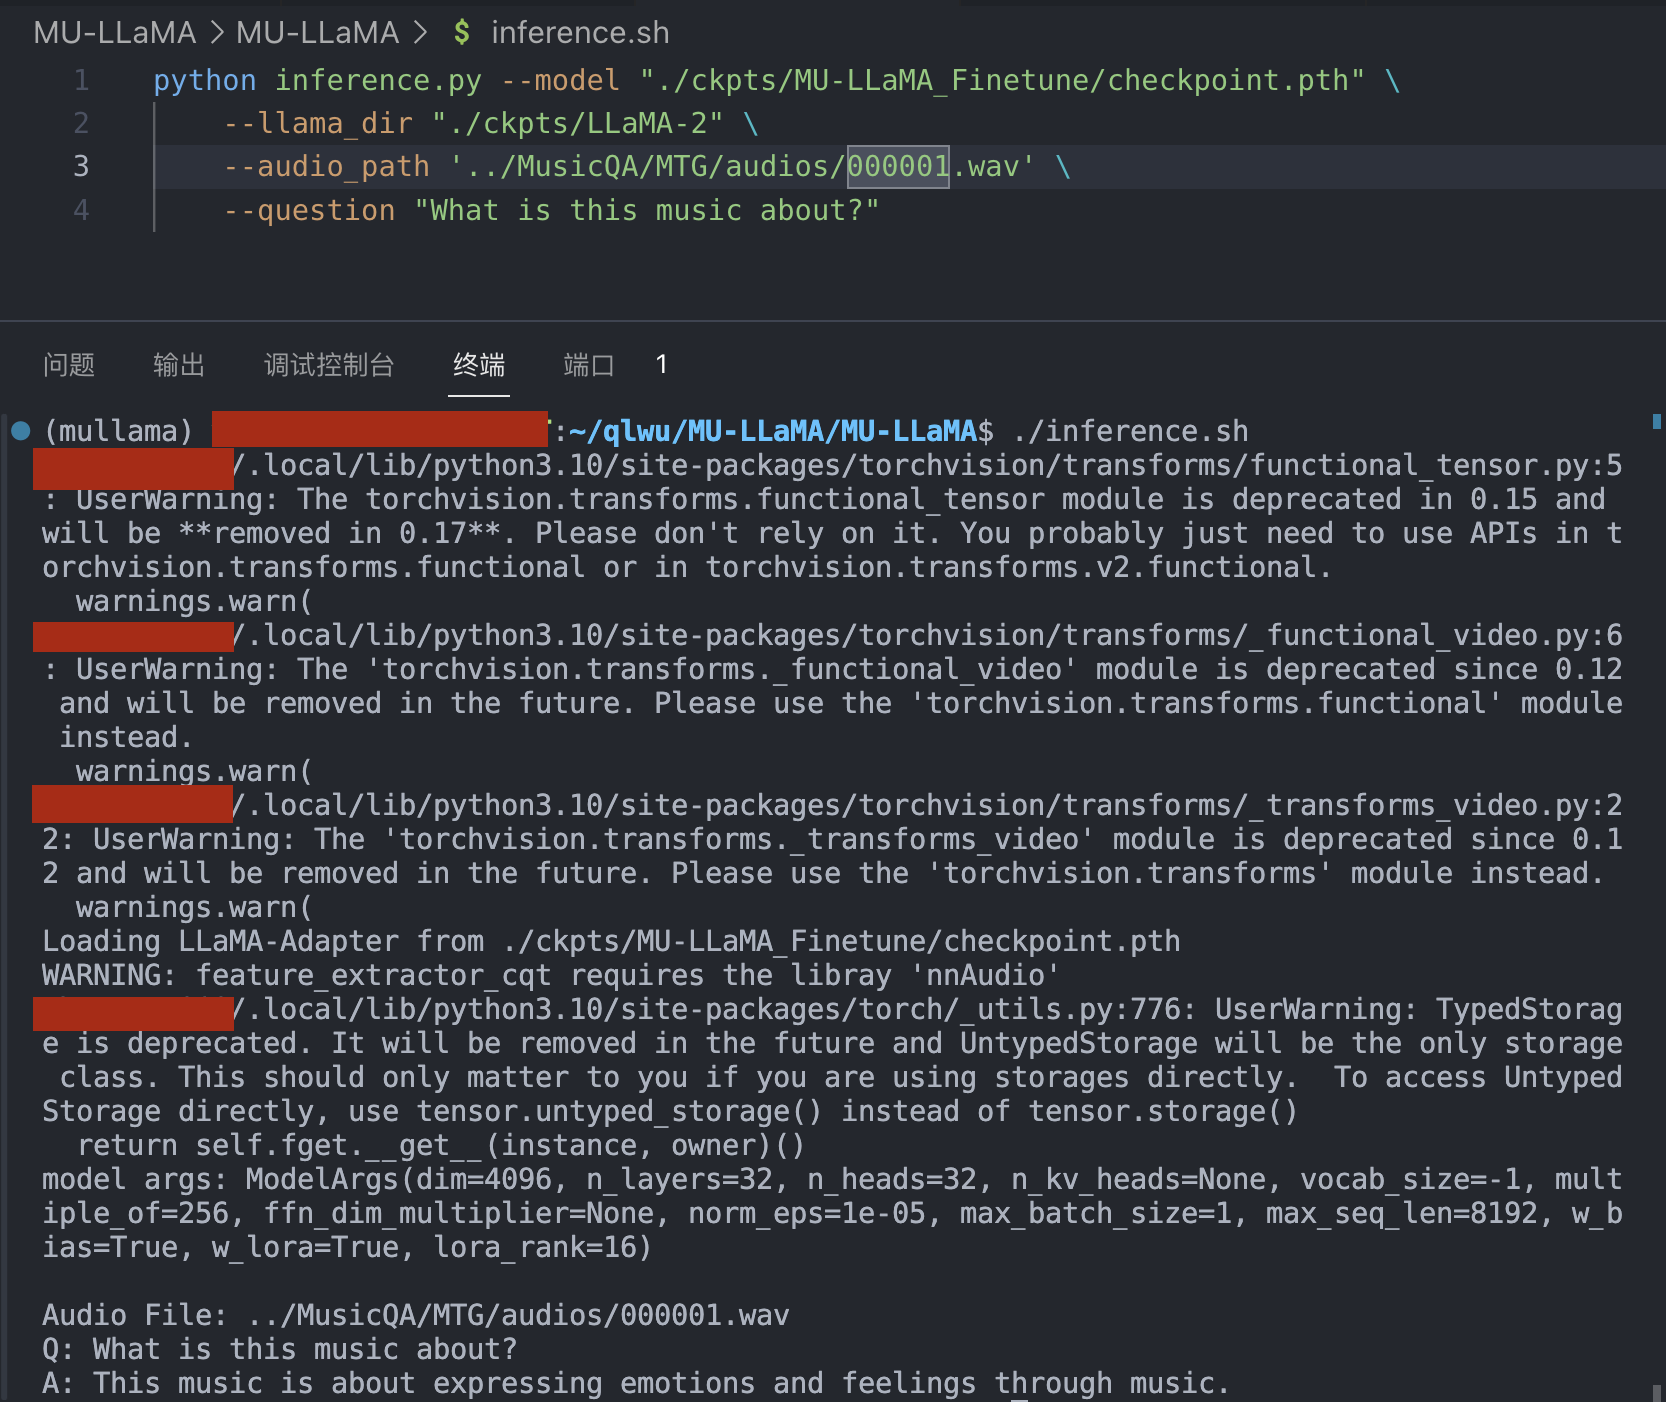 MU-LLaMA > MU-LLaMA > $ inference.sh
1 python inference.py --model "./ckpts/MU-LLaMA_Finetune/checkpoint.pth" \
2 --llama_dir "./ckpts/LLaMA-2" \
3 --audio_path '../MusicQA/MTG/audios/000001.wav' \
4 --question "What is this music about?"
问题 输出 调试控制台 终端 端口 1
(mullama) :~/qlwu/MU-LLaMA/MU-LLaMA$ ./inference.sh
/.local/lib/python3.10/site-packages/torchvision/transforms/functional_tensor.py:5
: UserWarning: The torchvision.transforms.functional_tensor module is deprecated in 0.15 and
will be **removed in 0.17**. Please don't rely on it. You probably just need to use APIs in t
orchvision.transforms.functional or in torchvision.transforms.v2.functional.
warnings.warn(
/.local/lib/python3.10/site-packages/torchvision/transforms/_functional_video.py:6
: UserWarning: The 'torchvision.transforms._functional_video' module is deprecated since 0.12
and will be removed in the future. Please use the 'torchvision.transforms.functional' module
instead.
warnings.warn(
/.local/lib/python3.10/site-packages/torchvision/transforms/_transforms_video.py:2
2: UserWarning: The 'torchvision.transforms._transforms_video' module is deprecated since 0.1
2 and will be removed in the future. Please use the 'torchvision.transforms' module instead.
warnings.warn(
Loading LLaMA-Adapter from ./ckpts/MU-LLaMA_Finetune/checkpoint.pth
WARNING: feature_extractor_cqt requires the libray 'nnAudio'
/.local/lib/python3.10/site-packages/torch/_utils.py:776: UserWarning: TypedStorag
e is deprecated. It will be removed in the future and UntypedStorage will be the only storage
class. This should only matter to you if you are using storages directly.  To access Untyped
Storage directly, use tensor.untyped_storage() instead of tensor.storage()
return self.fget.__get__(instance, owner)()
model args: ModelArgs(dim=4096, n_layers=32, n_heads=32, n_kv_heads=None, vocab_size=-1, mult
iple_of=256, ffn_dim_multiplier=None, norm_eps=1e-05, max_batch_size=1, max_seq_len=8192, w_b
ias=True, w_lora=True, lora_rank=16)
Audio File: ../MusicQA/MTG/audios/000001.wav
Q: What is this music about?
A: This music is about expressing emotions and feelings through music.